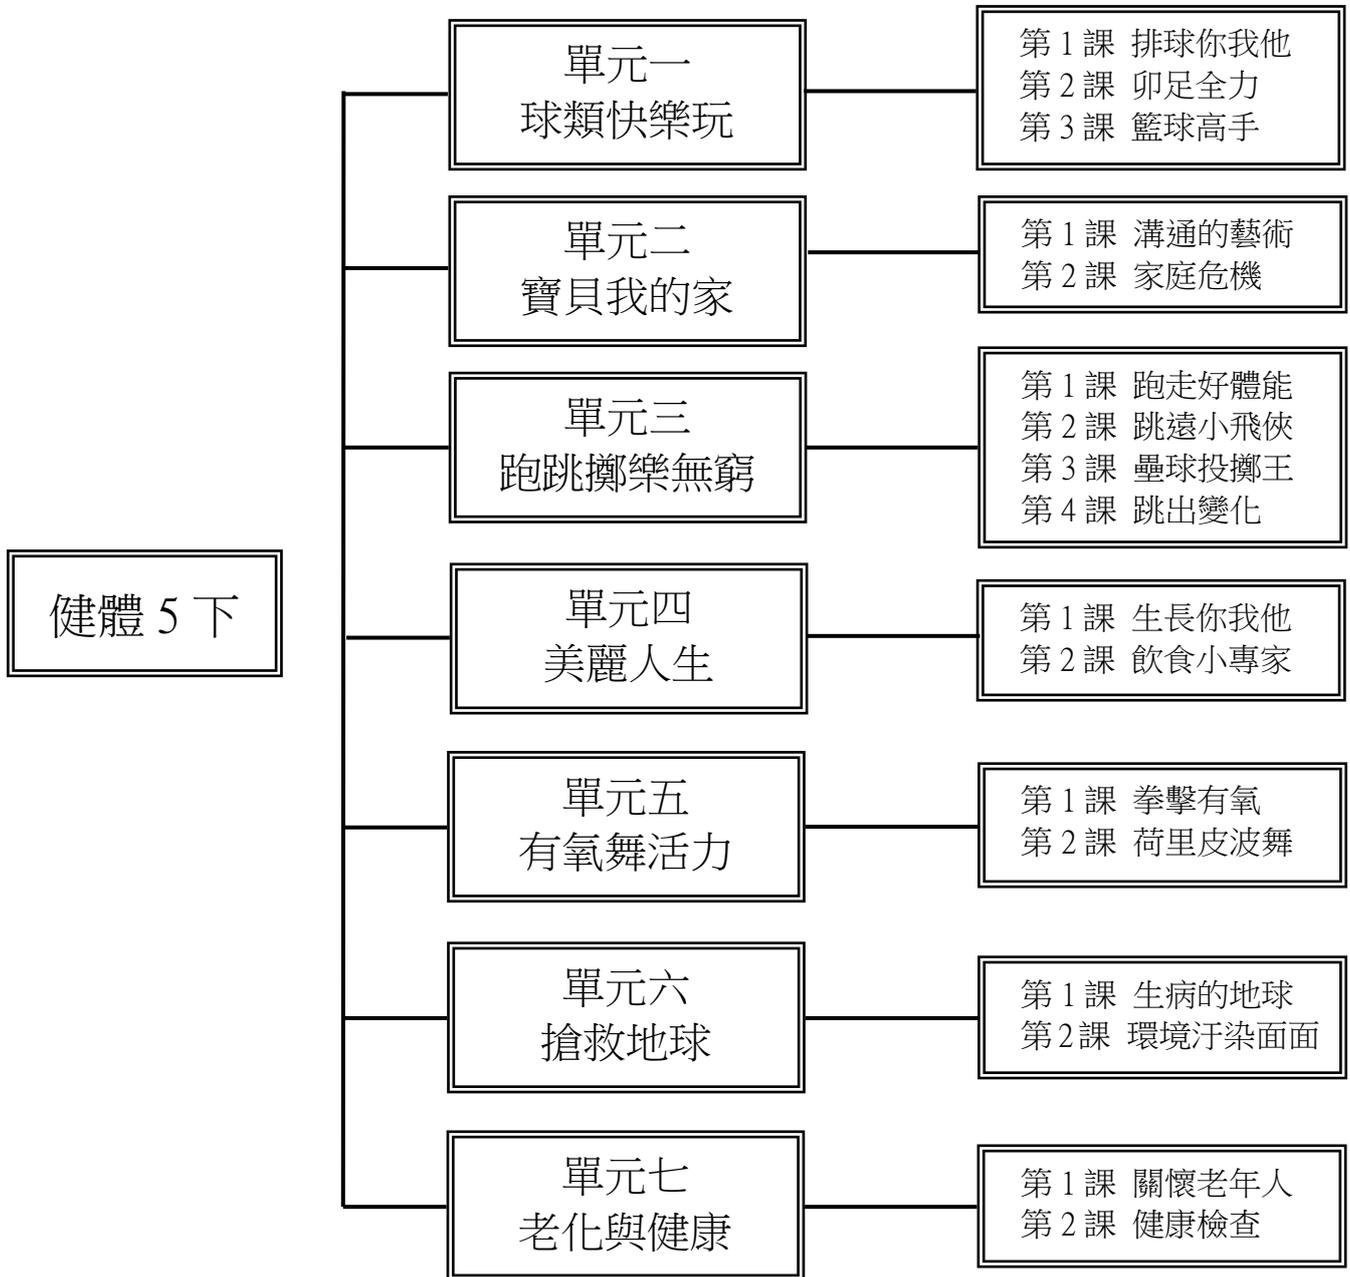 健體 5 下
單元一
球類快樂玩
第 1 課 排球你我他
第 2 課 卯足全力
第 3 課 籃球高手
單元二
寶貝我的家
第 1 課 溝通的藝術
第 2 課 家庭危機
單元三
跑跳擲樂無窮
第 1 課 跑走好體能
第 2 課 跳遠小飛俠
第 3 課 壘球投擲王
第 4 課 跳出變化
單元四
美麗人生
第 1 課 生長你我他
第 2 課 飲食小專家
單元五
有氧舞活力
第 1 課 拳擊有氧
第 2 課 荷里皮波舞
單元六
搶救地球
第 1 課 生病的地球
第 2 課 環境汙染面面
單元七
老化與健康
第 1 課 關懷老年人
第 2 課 健康檢查